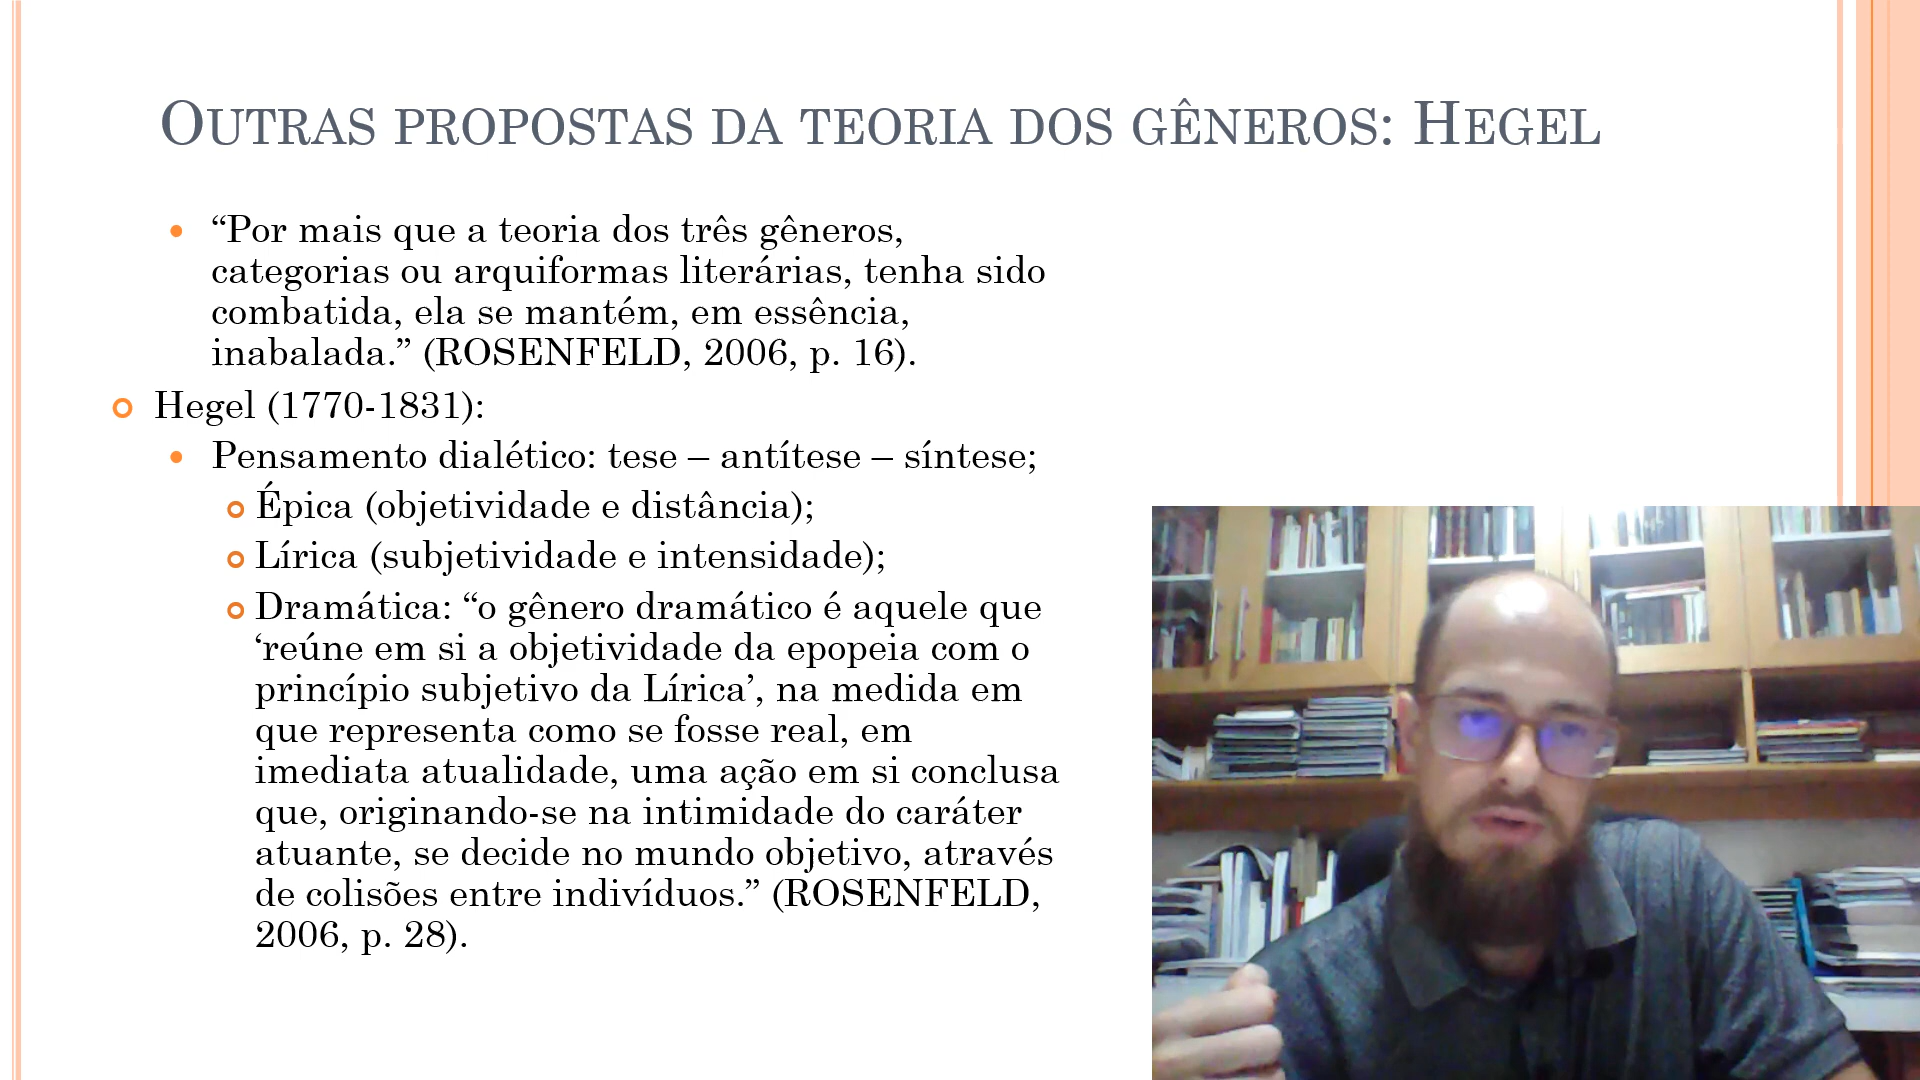 OUTRAS PROPOSTAS DA TEORIA DOS GÊNEROS: HEGEL
“Por mais que a teoria dos três gêneros,
categorias ou arquiformas literárias, tenha sido
combatida, ela se mantém, em essência,
inabalada.” (ROSENFELD, 2006, p. 16).
Hegel (1770-1831):
Pensamento dialético: tese – antítese – síntese;
Épica (objetividade e distância);
Lírica (subjetividade e intensidade);
Dramática: “o gênero dramático é aquele que
‘reúne em si a objetividade da epopeia com o
princípio subjetivo da Lírica’, na medida em
que representa como se fosse real, em
imediata atualidade, uma ação em si conclusa
que, originando-se na intimidade do caráter
atuante, se decide no mundo objetivo, através
de colisões entre indivíduos.” (ROSENFELD,
2006, p. 28).